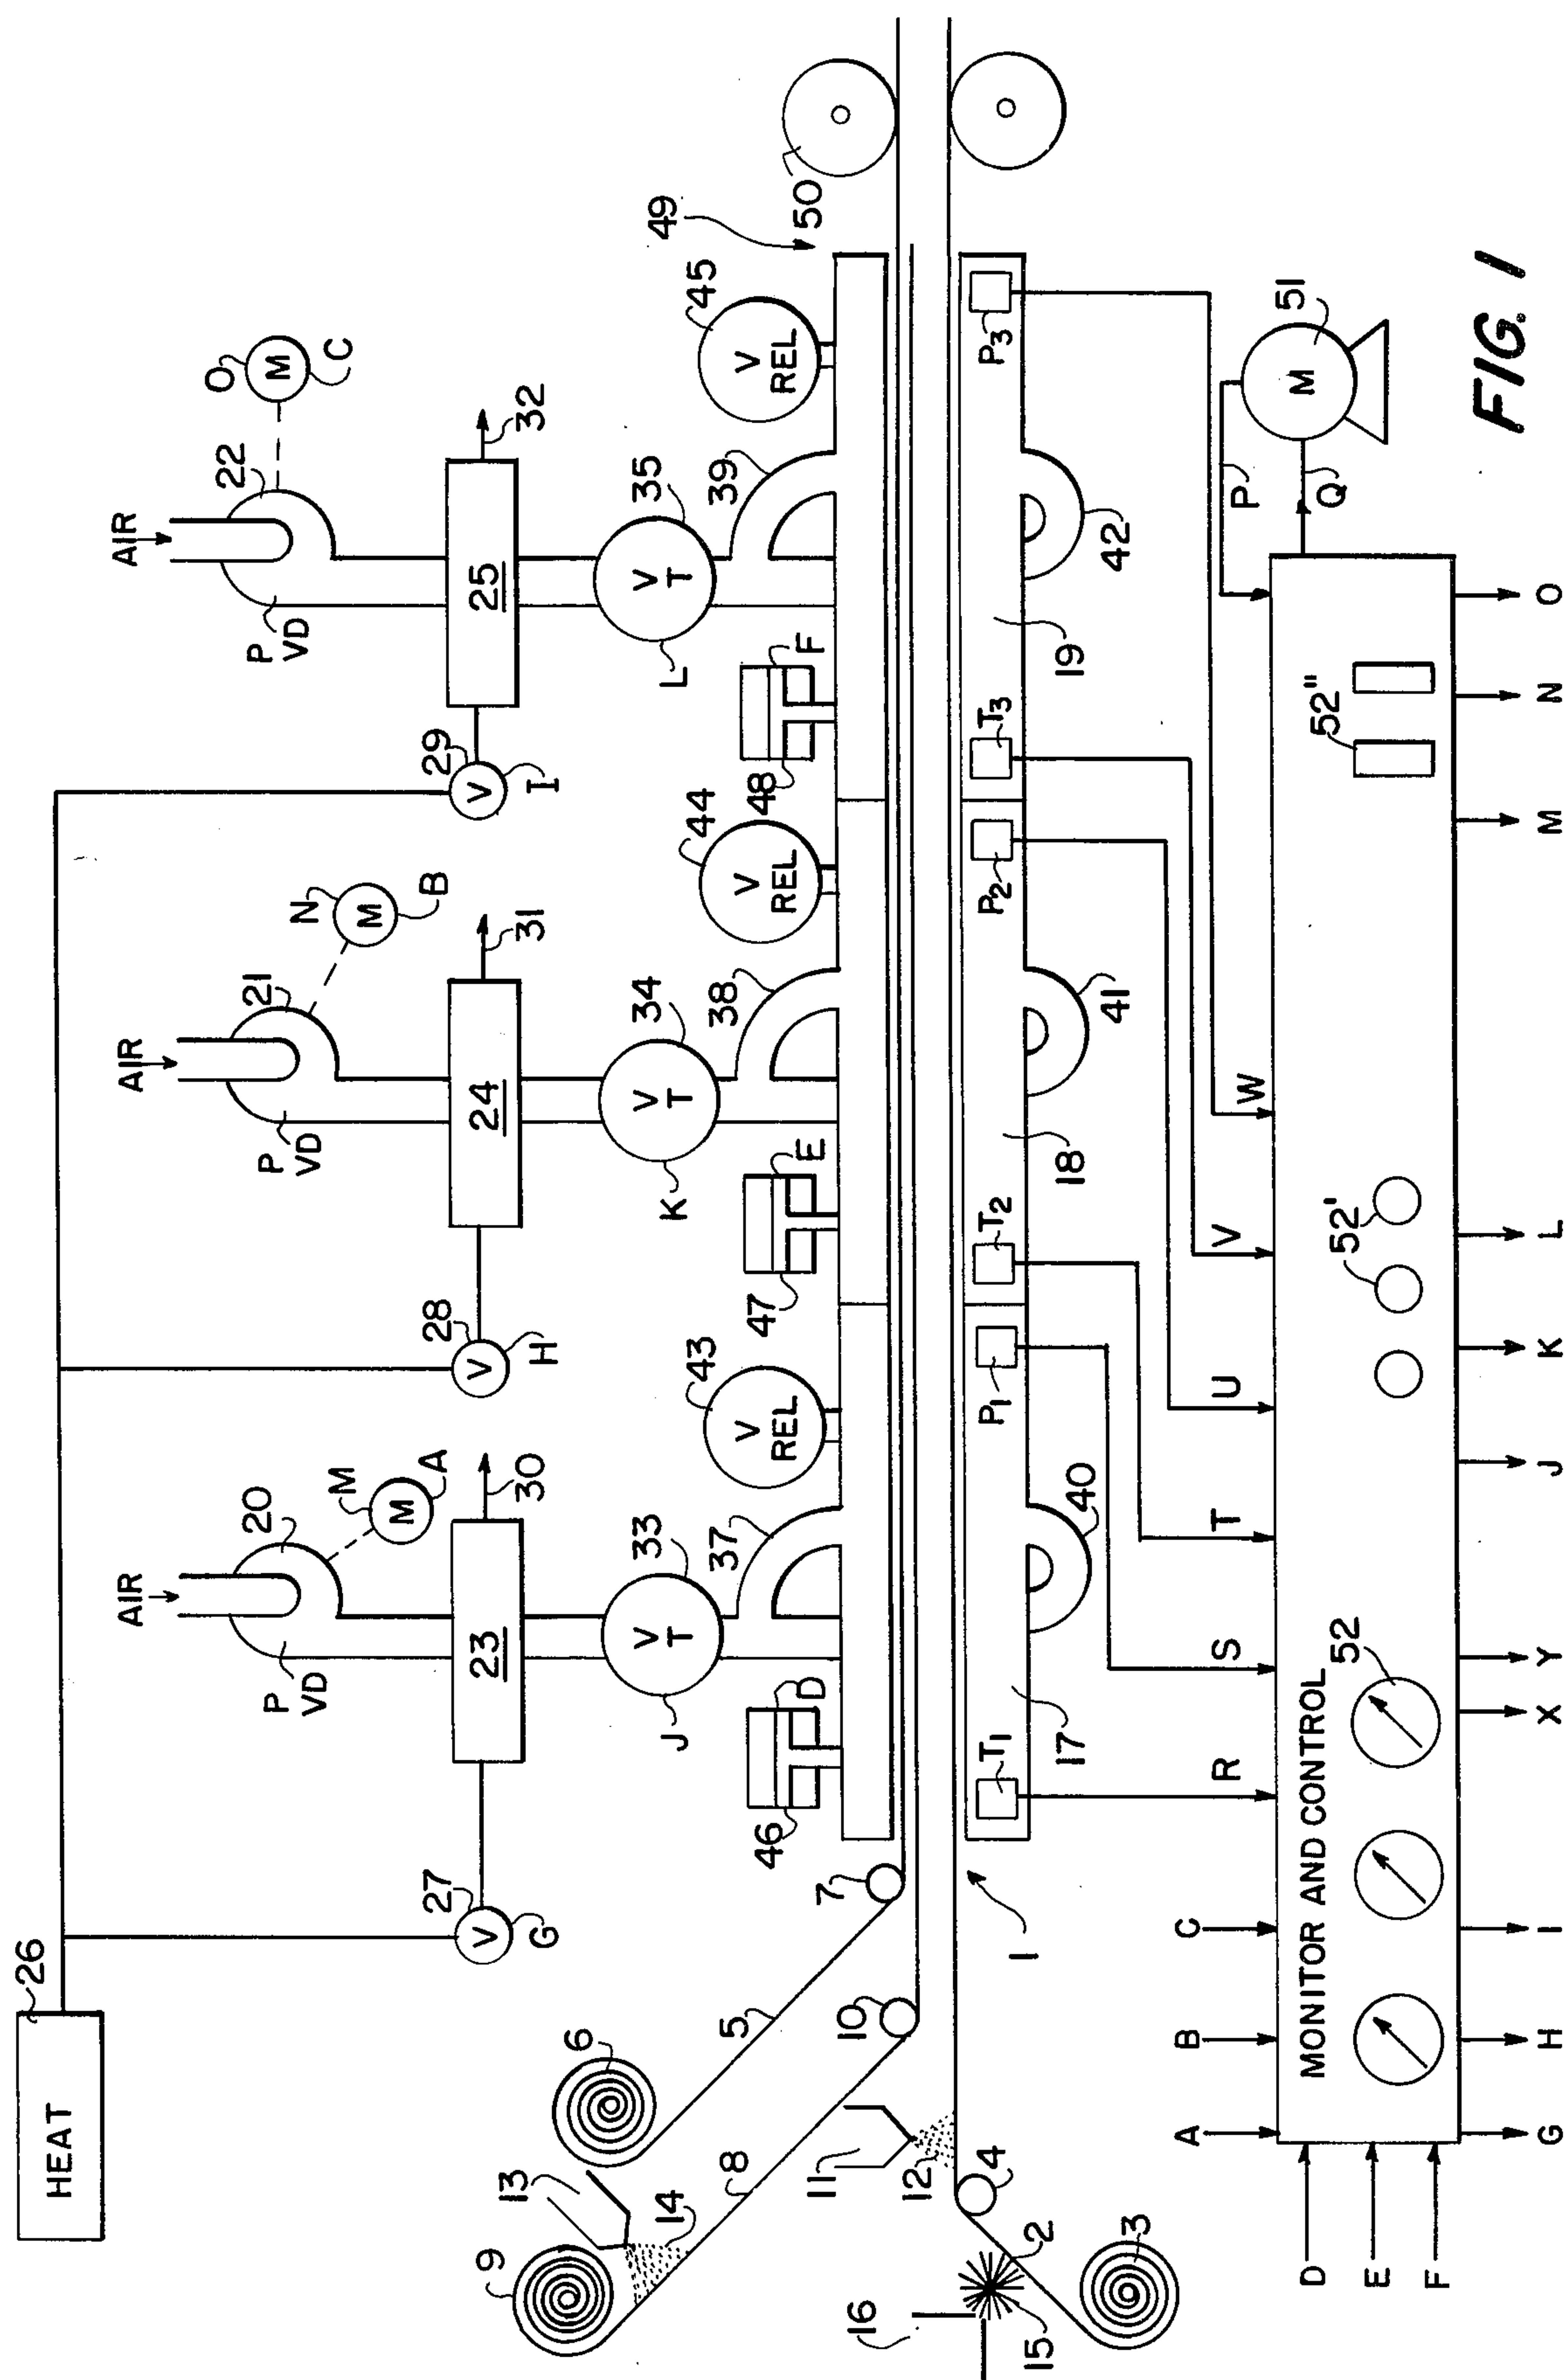 HEAT
26
AIR
AIR
AIR
20
M
M
A
21
N
M
B
22
O
M
C
P
VD
P
VD
P
VD
27
V
G
23
30
28
V
H
24
31
29
V
I
25
32
33
V
T
J
37
34
V
T
K
38
35
V
T
L
39
9
13
14
8
6
5
7
10
46
D
43
V
REL
47
E
44
V
REL
48
F
45
V
REL
49
50
16
15
2
3
4
12
11
1
T1
17
40
P1
T2
18
41
P2
T3
19
42
P3
R
S
T
U
V
W
P
Q
M
51
A
B
C
D
E
F
MONITOR AND CONTROL
52
52'
52"
G
H
I
X
Y
J
K
L
M
N
O
FIG. 1